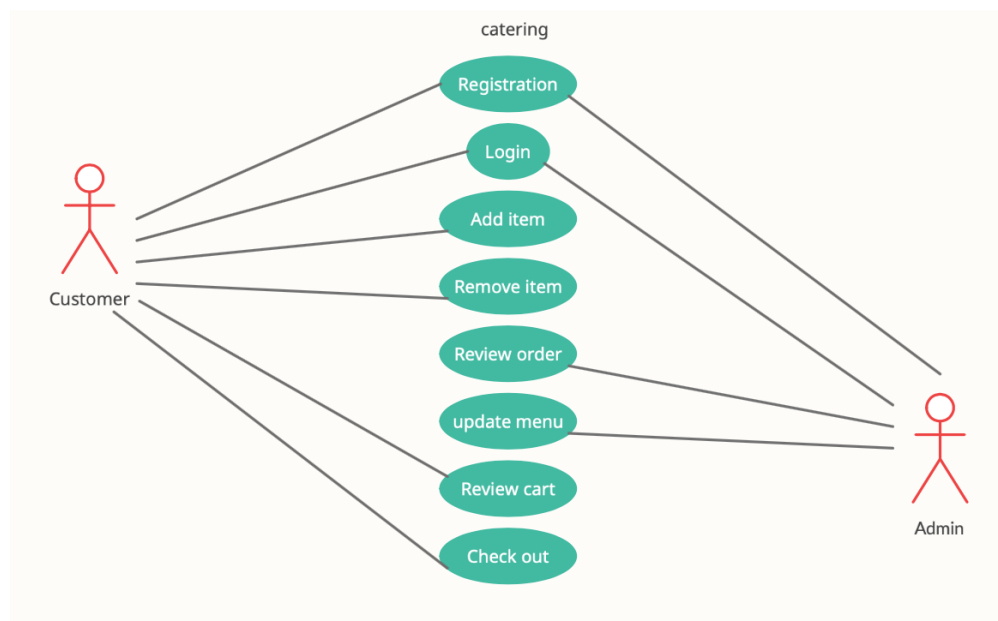 catering
Registration
Login
Add item
Remove item
Customer
Review order
update menu
Review cart
Admin
Check out